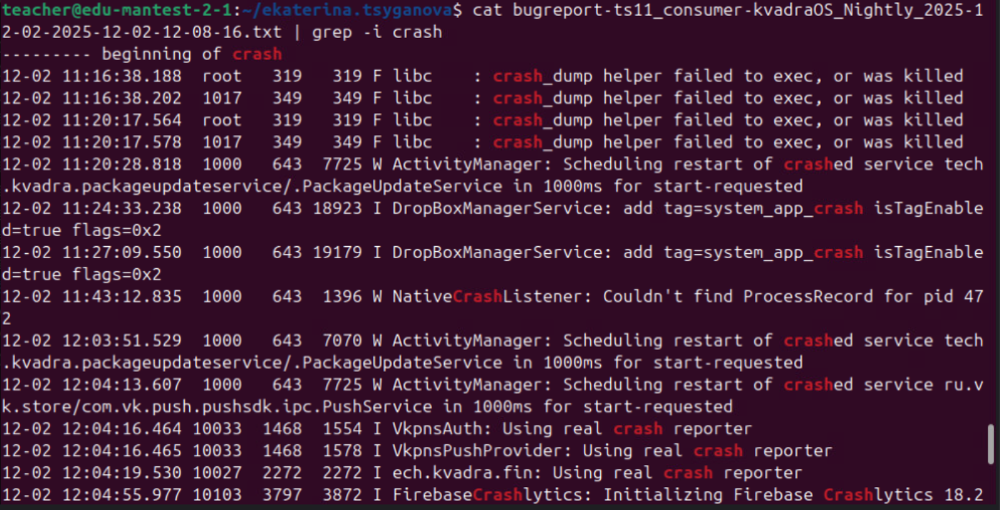 teacher@edu-mantest-2-1:~/ekaterina.tsyganova$ cat bugreport-ts11_consumer-kvadraOS_Nightly_2025-1
2-02-2025-12-02-12-08-16.txt | grep -i crash
--------- beginning of crash
12-02 11:16:38.188  root   319   319 F libc    : crash_dump helper failed to exec, or was killed
12-02 11:16:38.202  1017   349   349 F libc    : crash_dump helper failed to exec, or was killed
12-02 11:20:17.564  root   319   319 F libc    : crash_dump helper failed to exec, or was killed
12-02 11:20:17.578  1017   349   349 F libc    : crash_dump helper failed to exec, or was killed
12-02 11:20:28.818  1000   643  7725 W ActivityManager: Scheduling restart of crashed service tech
.kvadra.packageupdateservice/.PackageUpdateService in 1000ms for start-requested
12-02 11:24:33.238  1000   643 18923 I DropBoxManagerService: add tag=system_app_crash isTagEnable
d=true flags=0x2
12-02 11:27:09.550  1000   643 19179 I DropBoxManagerService: add tag=system_app_crash isTagEnable
d=true flags=0x2
12-02 11:43:12.835  1000   643  1396 W NativeCrashListener: Couldn't find ProcessRecord for pid 47
2
12-02 12:03:51.529  1000   643  7070 W ActivityManager: Scheduling restart of crashed service tech
.kvadra.packageupdateservice/.PackageUpdateService in 1000ms for start-requested
12-02 12:04:13.607  1000   643  7725 W ActivityManager: Scheduling restart of crashed service ru.v
k.store/com.vk.push.pushsdk.ipc.PushService in 1000ms for start-requested
12-02 12:04:16.464 10033  1468  1554 I VkpnsAuth: Using real crash reporter
12-02 12:04:16.465 10033  1468  1578 I VkpnsPushProvider: Using real crash reporter
12-02 12:04:19.530 10027  2272  2272 I ech.kvadra.fin: Using real crash reporter
12-02 12:04:55.977 10103  3797  3872 I FirebaseCrashlytics: Initializing Firebase Crashlytics 18.2